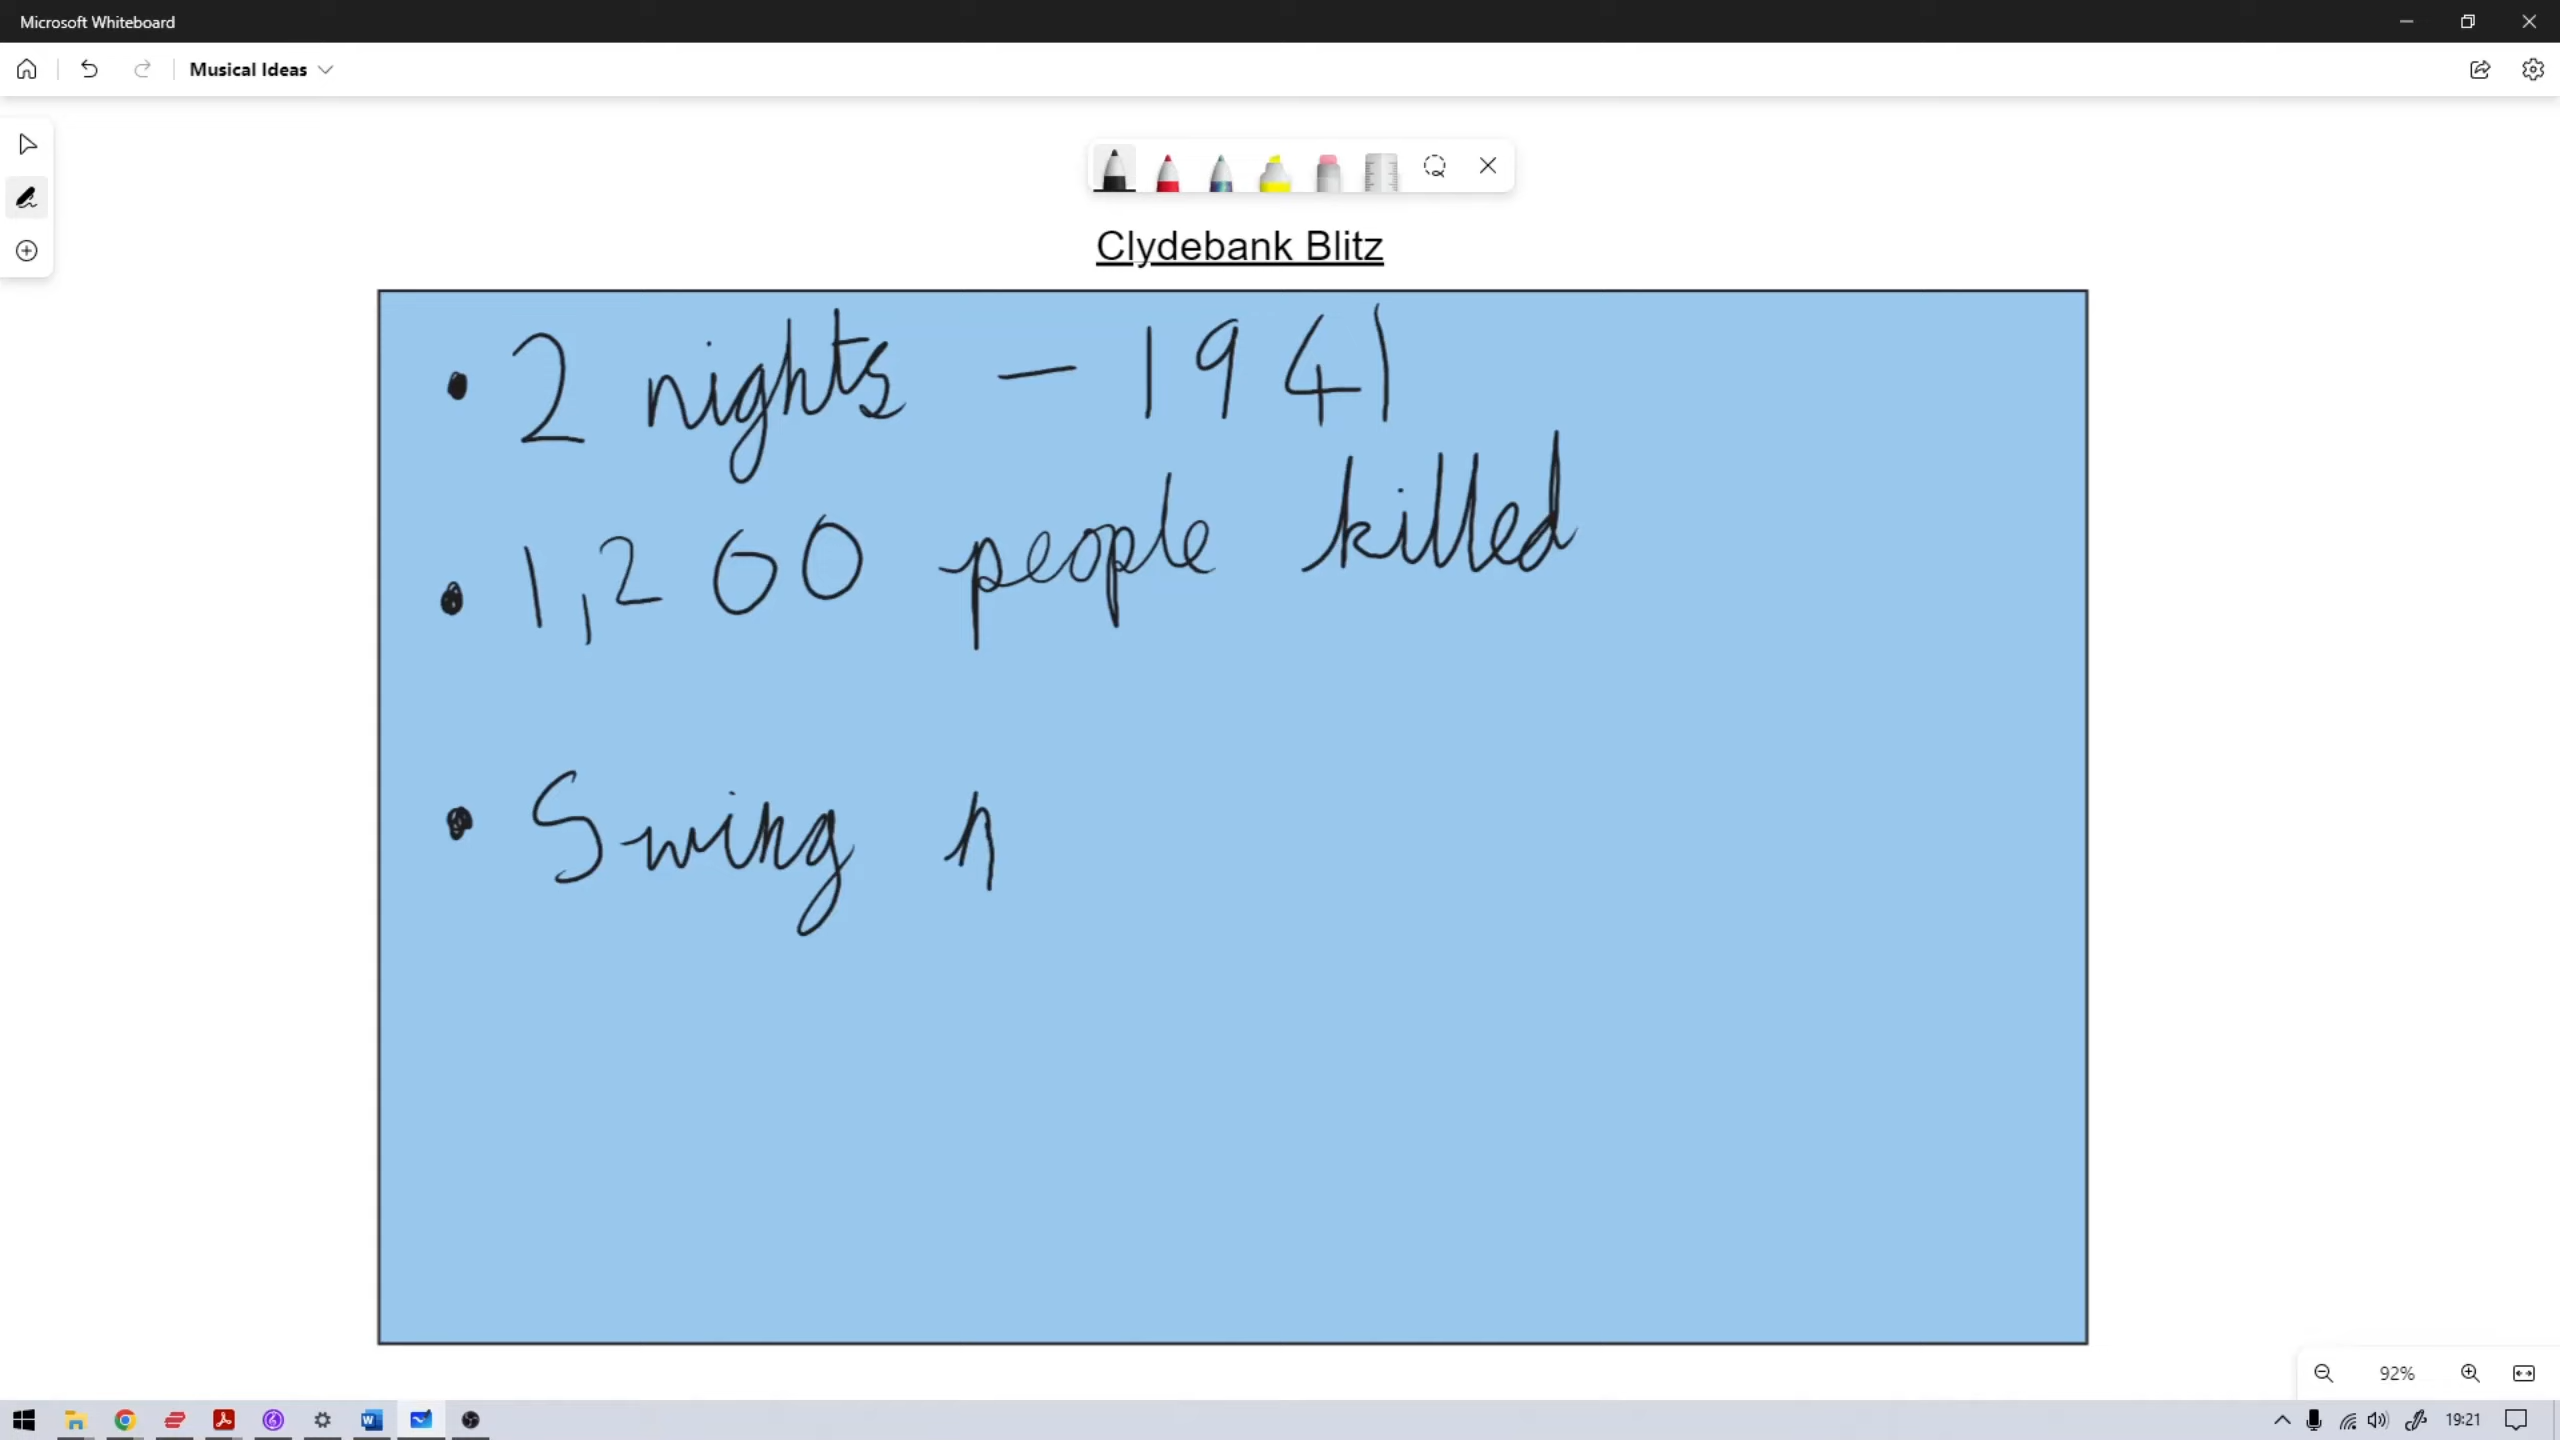 Microsoft Whiteboard
Musical Ideas
Clydebank Blitz
• 2 nights – 1941
• 1,200 people killed
• Swing
92%
19:21